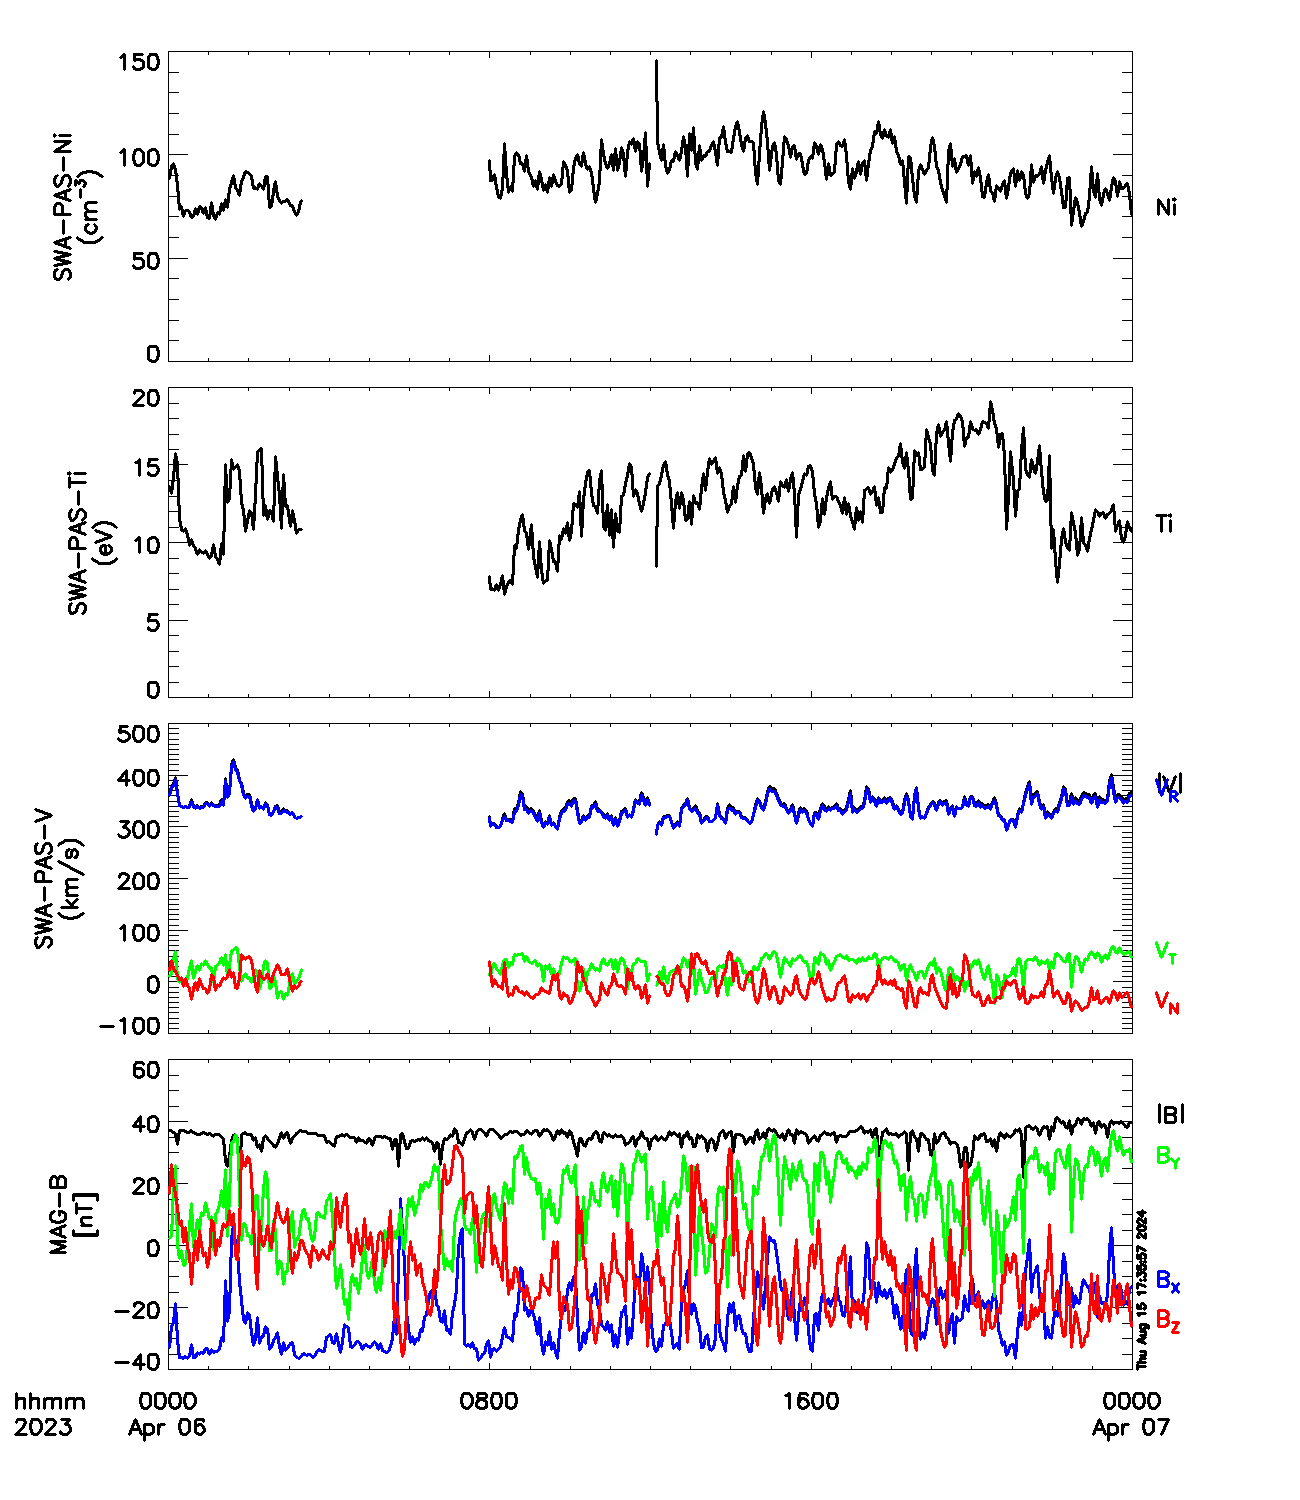 150
100
50
0
SWA-PAS-Ni
(cm⁻³)
Ni
20
15
10
5
0
SWA-PAS-Ti
(eV)
Ti
500
400
300
200
100
0
-100
SWA-PAS-V
(km/s)
|V|
V_R
V_T
V_N
60
40
20
0
-20
-40
MAG-B
[nT]
|B|
B_Y
B_X
B_Z
Thu Aug 15 17:35:57 2024
hhmm 0000 0800 1600 0000
2023 Apr 06 Apr 07